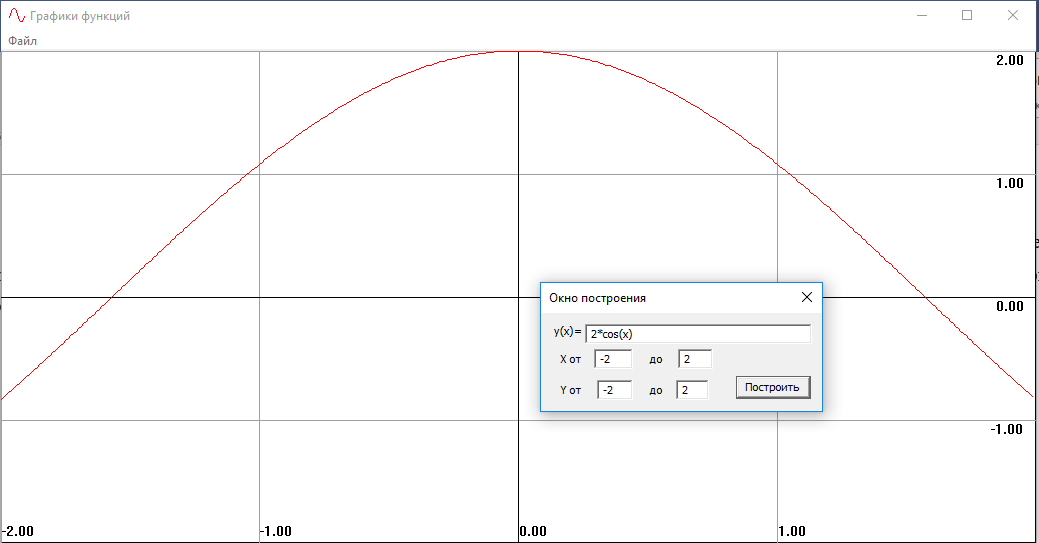 Графики функций
Файл
2.00
1.00
0.00
-1.00
-2.00 -1.00 0.00 1.00
Окно построения
y(x)= 2*cos(x)
X от -2 до 2
Y от -2 до 2 Построить